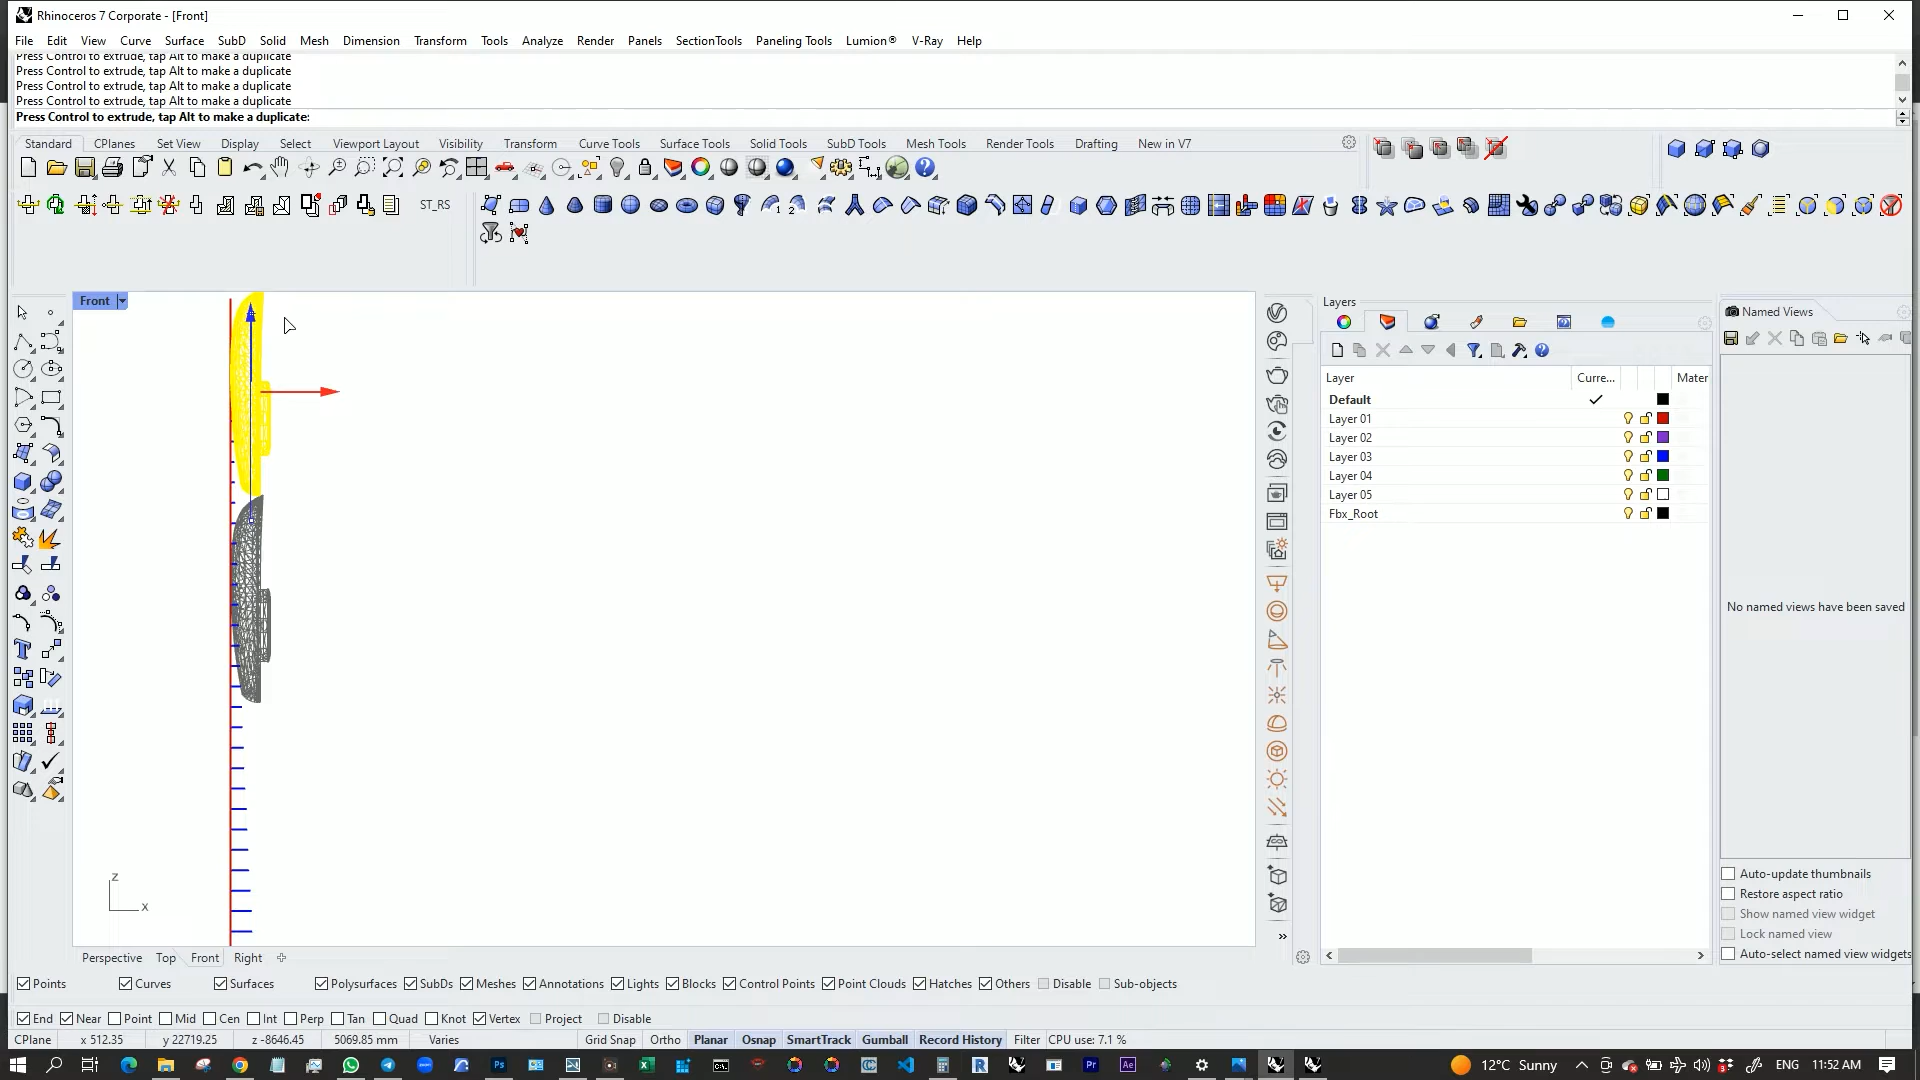 Rhinoceros 7 Corporate - [Front]
File Edit View Curve Surface SubD Solid Mesh Dimension Transform Tools Analyze Render Panels SectionTools Paneling Tools Lumion® V-Ray Help
Press Control to extrude, tap Alt to make a duplicate
Press Control to extrude, tap Alt to make a duplicate
Press Control to extrude, tap Alt to make a duplicate
Press Control to extrude, tap Alt to make a duplicate
Press Control to extrude, tap Alt to make a duplicate:
Standard CPlanes Set View Display Select Viewport Layout Visibility Transform Curve Tools Surface Tools Solid Tools SubD Tools Mesh Tools Render Tools Drafting New in V7
ST_RS
Front
Layers
Named Views
Layer Curre... Mater
Default
Layer 01
Layer 02
Layer 03
Layer 04
Layer 05
Fbx_Root
No named views have been saved
z
x
Auto-update thumbnails
Restore aspect ratio
Show named view widget
Lock named view
Auto-select named view widgets
Perspective Top Front Right
Points Curves Surfaces Polysurfaces SubDs Meshes Annotations Lights Blocks Control Points Point Clouds Hatches Others Disable Sub-objects
End Near Point Mid Cen Int Perp Tan Quad Knot Vertex Project Disable
CPlane x 512.35 y 22719.25 z -8646.45 5069.85 mm Varies Grid Snap Ortho Planar Osnap SmartTrack Gumball Record History Filter CPU use: 7.1 %
12°C Sunny ENG 11:52 AM